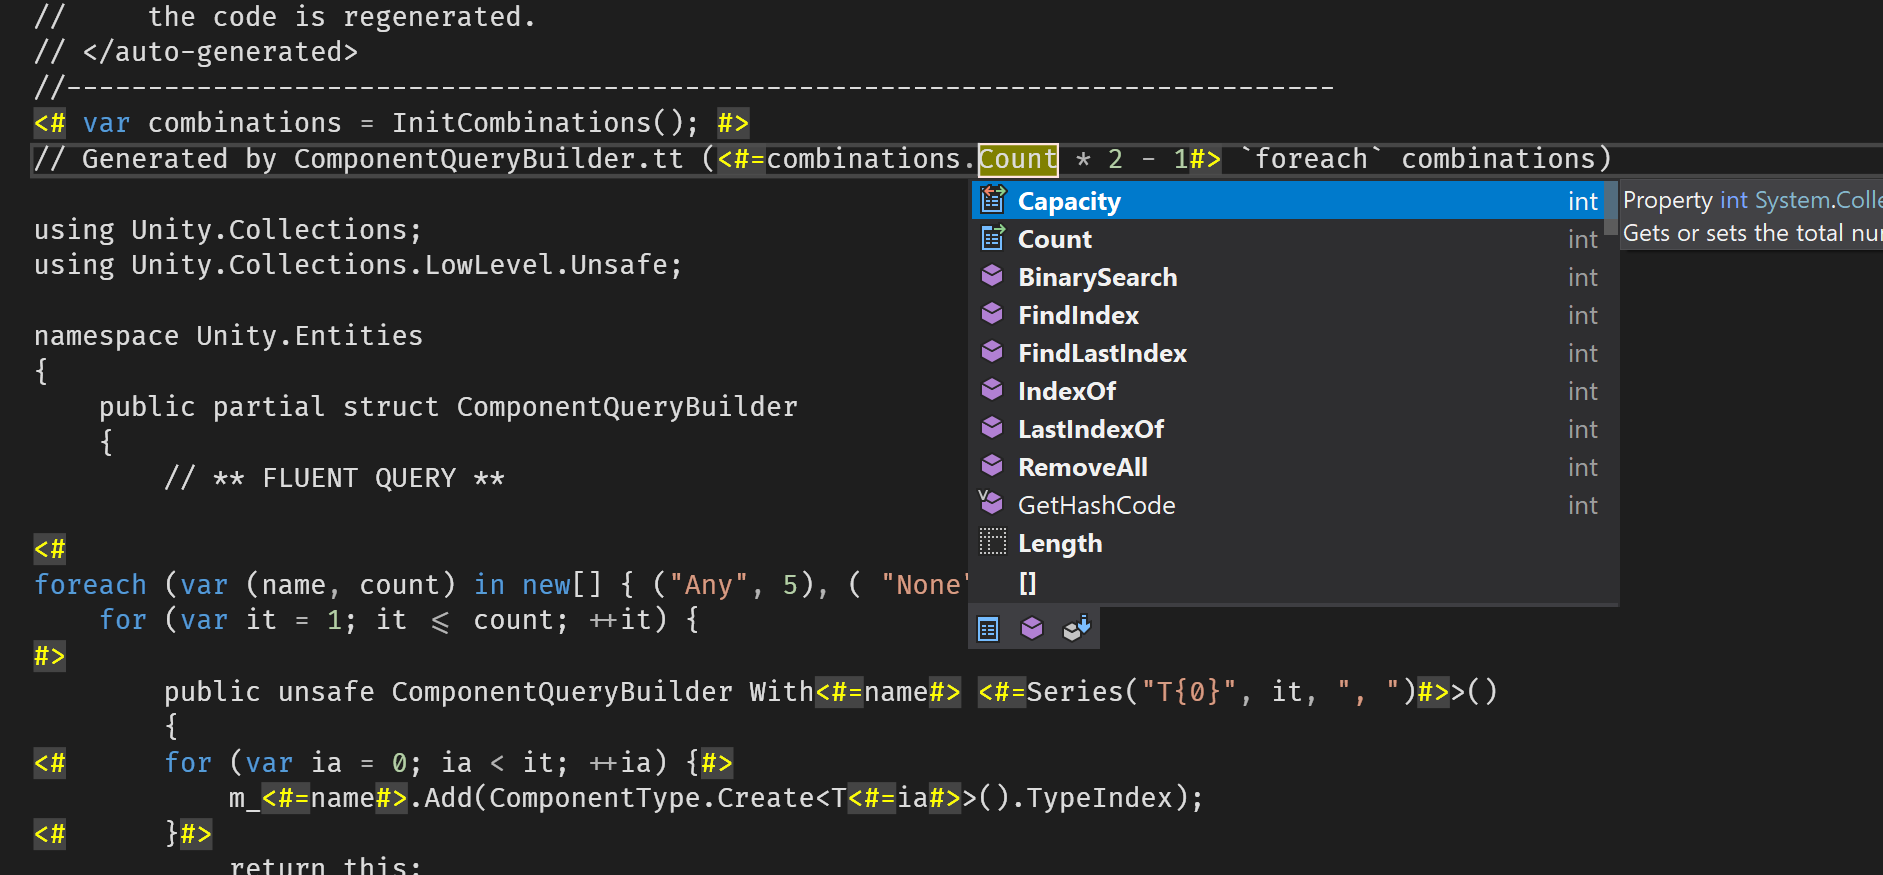 //     the code is regenerated.
// </auto-generated>
//------------------------------------------------------------------------------
<# var combinations = InitCombinations(); #>
// Generated by ComponentQueryBuilder.tt (<#=combinations.Count * 2 - 1#> `foreach` combinations)
Capacity int
Property int System.Colle
Count int
Gets or sets the total nu
BinarySearch int
FindIndex int
FindLastIndex int
IndexOf int
LastIndexOf int
RemoveAll int
GetHashCode int
Length
[]
using Unity.Collections;
using Unity.Collections.LowLevel.Unsafe;
namespace Unity.Entities
{
    public partial struct ComponentQueryBuilder
    {
        // ** FLUENT QUERY **
<#
foreach (var (name, count) in new[] { ("Any", 5), ( "None"
    for (var it = 1; it <= count; ++it) {
#>
        public unsafe ComponentQueryBuilder With<#=name#> <#=Series("T{0}", it, ", ")#>>()
        {
<#      for (var ia = 0; ia < it; ++ia) {#>
            m_<#=name#>.Add(ComponentType.Create<T<#=ia#>>().TypeIndex);
<#      }#>
            return this;